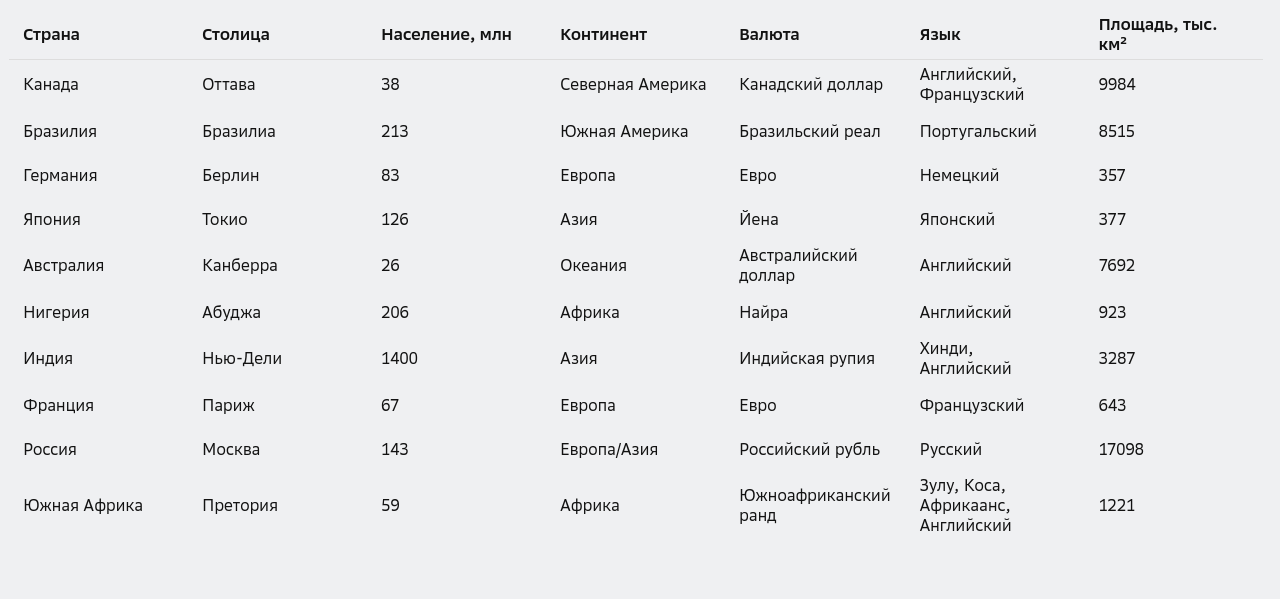 Страна Столица Население, млн Континент Валюта Язык Площадь, тыс. км²
Канада Оттава 38 Северная Америка Канадский доллар Английский, Французский 9984
Бразилия Бразилиа 213 Южная Америка Бразильский реал Португальский 8515
Германия Берлин 83 Европа Евро Немецкий 357
Япония Токио 126 Азия Йена Японский 377
Австралия Канберра 26 Океания Австралийский доллар Английский 7692
Нигерия Абуджа 206 Африка Найра Английский 923
Индия Нью-Дели 1400 Азия Индийская рупия Хинди, Английский 3287
Франция Париж 67 Европа Евро Французский 643
Россия Москва 143 Европа/Азия Российский рубль Русский 17098
Южная Африка Претория 59 Африка Южноафриканский ранд Зулу, Коса, Африкаанс, Английский 1221